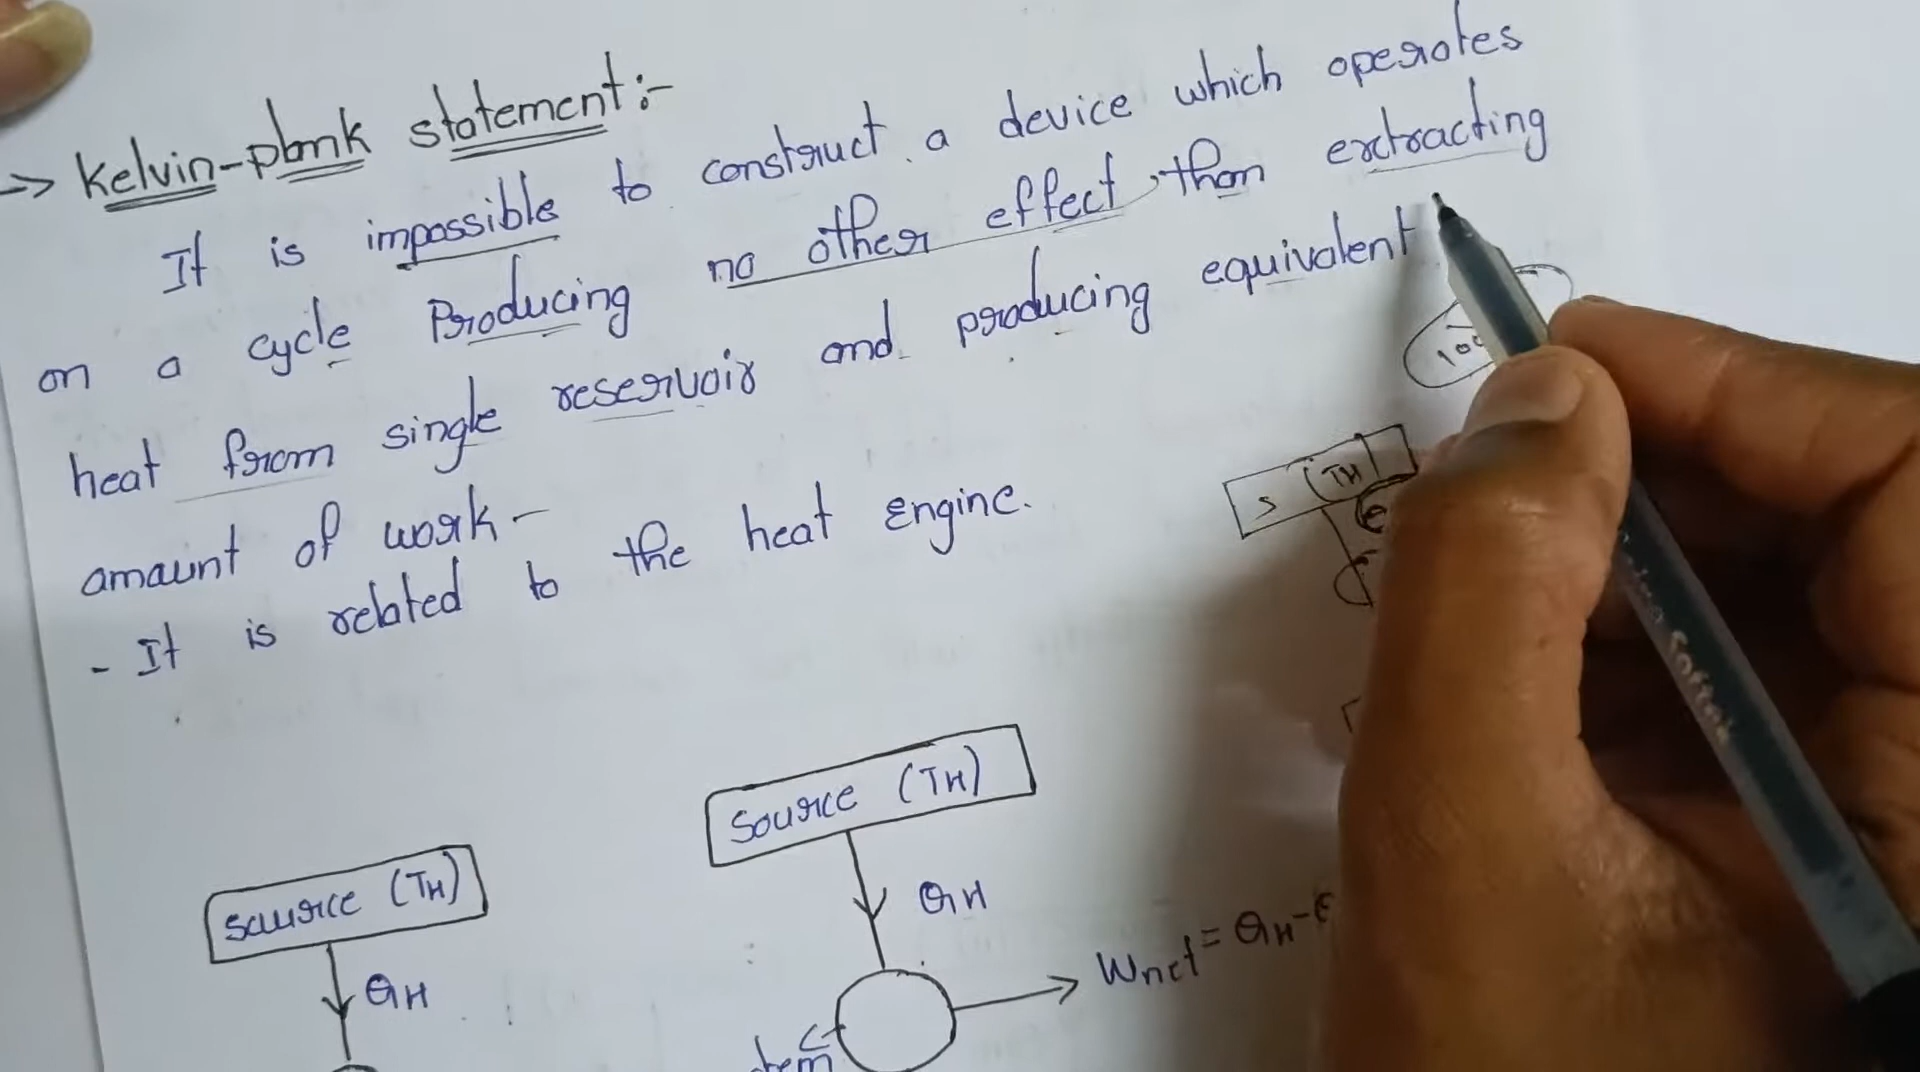 -> Kelvin-plank statement:-
It is impossible to construct a device which operates
on a cycle Producing no other effect than extracting
heat from single reservoir and producing equivalent
amount of work-
- It is related to the heat Engine.
S (TH)
Source (TH)
QH
Source (TH)
QH
Wnet = QH -